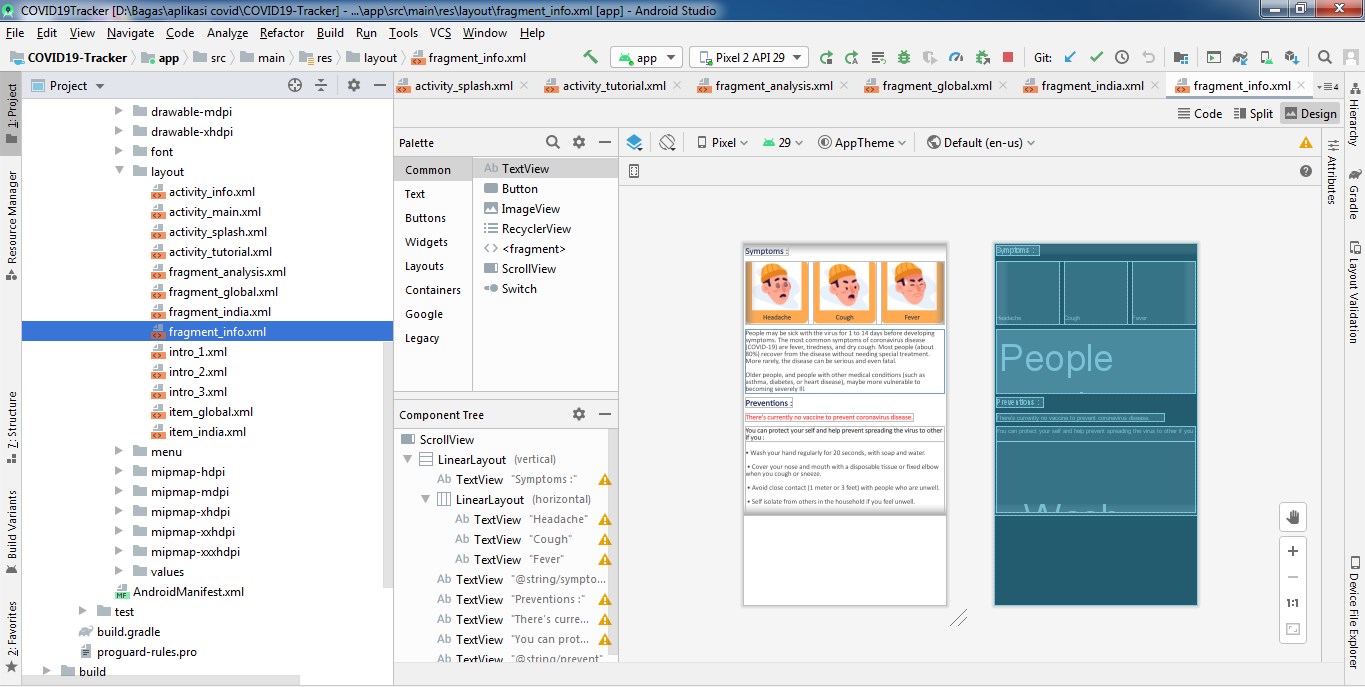 COVID19Tracker [D:\Bagas\aplikasi covid\COVID19-Tracker] - ...\app\src\main\res\layout\fragment_info.xml [app] - Android Studio
File Edit View Navigate Code Analyze Refactor Build Run Tools VCS Window Help
COVID19-Tracker app src main res layout fragment_info.xml app Pixel 2 API 29 Git:
Project activity_splash.xml activity_tutorial.xml fragment_analysis.xml fragment_global.xml fragment_india.xml fragment_info.xml 4
Code Split Design
1: Project
Resource Manager
7: Structure
Build Variants
2: Favorites
drawable-mdpi
drawable-xhdpi
font
layout
activity_info.xml
activity_main.xml
activity_splash.xml
activity_tutorial.xml
fragment_analysis.xml
fragment_global.xml
fragment_india.xml
fragment_info.xml
intro_1.xml
intro_2.xml
intro_3.xml
item_global.xml
item_india.xml
menu
mipmap-hdpi
mipmap-mdpi
mipmap-xhdpi
mipmap-xxhdpi
mipmap-xxxhdpi
values
AndroidManifest.xml
test
build.gradle
proguard-rules.pro
build
Palette
Common
Text
Buttons
Widgets
Layouts
Containers
Google
Legacy
Ab TextView
Button
ImageView
RecyclerView
<> <fragment>
ScrollView
Switch
Component Tree
ScrollView
LinearLayout (vertical)
Ab TextView "Symptoms :"
LinearLayout (horizontal)
Ab TextView "Headache"
Ab TextView "Cough"
Ab TextView "Fever"
Ab TextView "@string/sympto...
Ab TextView "Preventions :"
Ab TextView "There's curre...
Ab TextView "You can prot...
Ab TextView "@string/prevent"
Pixel 29 AppTheme Default (en-us)
Symptoms :
Headache Cough Fever
People may be sick with the virus for 1 to 14 days before developing
symptoms. The most common symptoms of coronavirus disease
(COVID-19) are fever, tiredness, and dry cough. Most people (about
80%) recover from the disease without needing special treatment.
More rarely, the disease can be serious and even fatal.
Older people, and people with other medical conditions (such as
asthma, diabetes, or heart disease), maybe more vulnerable to
becoming severely ill.
Preventions :
There's currently no vaccine to prevent coronavirus disease.
You can protect your self and help prevent spreading the virus to other
if you :
• Wash your hand regularly for 20 seconds, with soap and water.
• Cover your nose and mouth with a disposable tissue or fixed elbow
when you cough or sneeze.
• Avoid close contact (1 meter or 3 feet) with people who are unwell.
• Self isolate from others in the household if you feel unwell.
Symptoms :
Headache Cough Fever
People
Preventions :
There's currently no vaccine to prevent coronavirus disease.
You can protect your self and help prevent spreading the virus to other if you
Wash
1:1
Hierarchy
Attributes
Gradle
Layout Validation
Device File Explorer